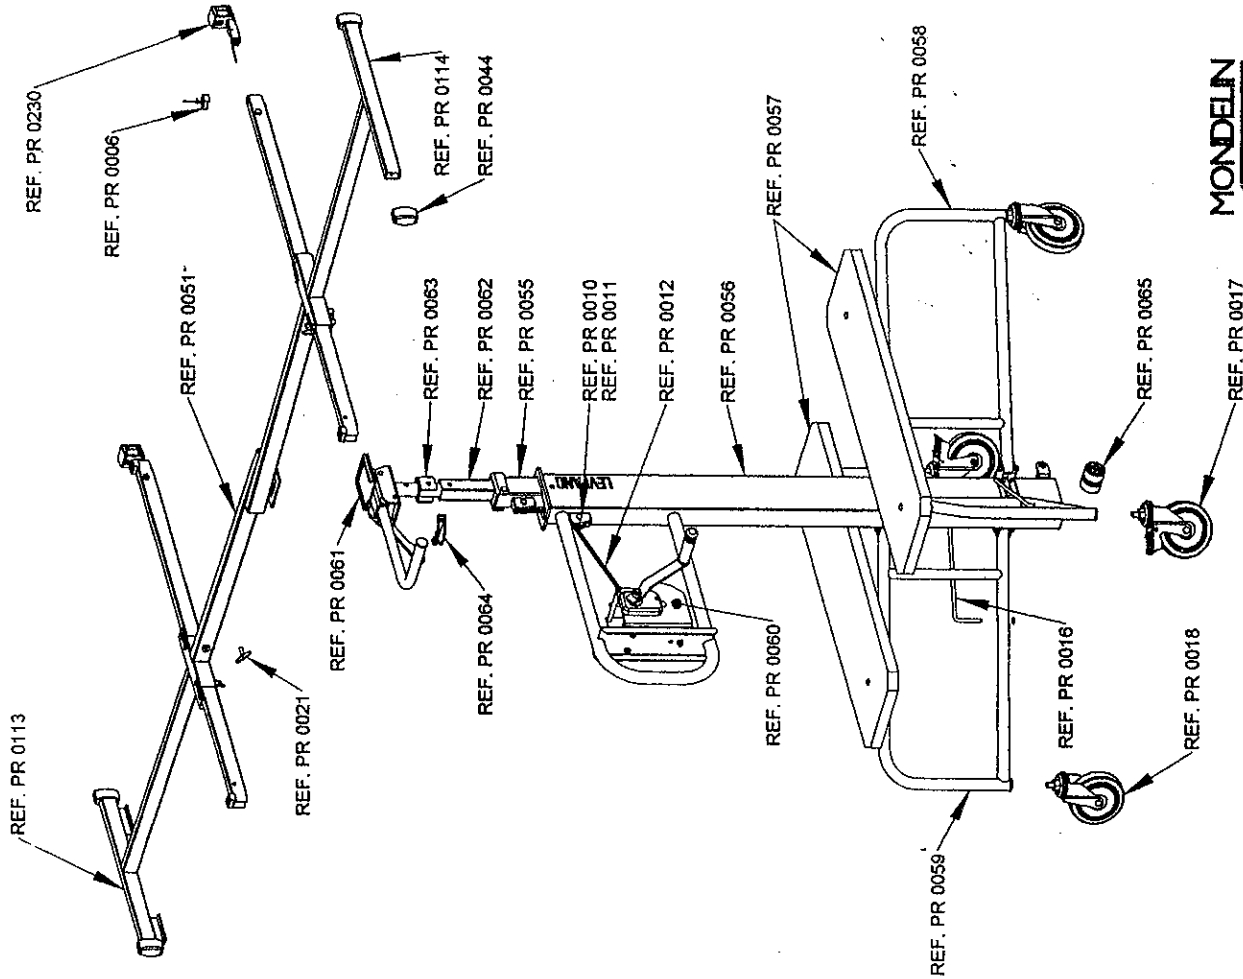 REF. PR 0113
REF. PR 0021
REF. PR 0051
REF. PR 0006
REF. PR 0230
REF. PR 0114
REF. PR 0044
REF. PR 0061
REF. PR 0064
REF. PR 0063
REF. PR 0062
REF. PR 0055
REF. PR 0010
REF. PR 0011
REF. PR 0012
REF. PR 0056
REF. PR 0057
REF. PR 0058
REF. PR 0060
REF. PR 0059
REF. PR 0016
REF. PR 0018
REF. PR 0065
REF. PR 0017
MONDELIN